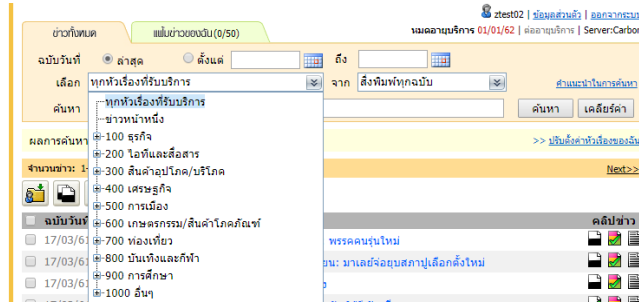 ztest02 | ข้อมูลส่วนตัว | ออกจากระบบ
ข่าวทั้งหมด แฟ้มข่าวของฉัน(0/50) หมดอายุบริการ 01/01/62 | ต่ออายุบริการ | Server:Carbon
ฉบับวันที่ ล่าสุด ตั้งแต่ ถึง
เลือก ทุกหัวเรื่องที่รับบริการ จาก สิ่งพิมพ์ทุกฉบับ คำแนะนำในการค้นหา
ค้นหา ค้นหา เคลียร์ค่า
ทุกหัวเรื่องที่รับบริการ
ข่าวหน้าหนึ่ง
100 ธุรกิจ
200 ไอทีและสื่อสาร
300 สินค้าอุปโภค/บริโภค
400 เศรษฐกิจ
500 การเมือง
600 เกษตรกรรม/สินค้าโภคภัณฑ์
700 ท่องเที่ยว
800 บันเทิงและกีฬา
900 การศึกษา
1000 อื่นๆ
ผลการค้นหา >> ปรับตั้งค่าหัวเรื่องของฉัน
จำนวนข่าว: 1- Next>>
ฉบับวันที่ คลิปข่าว
17/03/61 พรรคคนรุ่นใหม่
17/03/61 ยน: มาเลย์จ่อยุบสภาปูเลือกตั้งใหม่
17/03/61
17/03/61